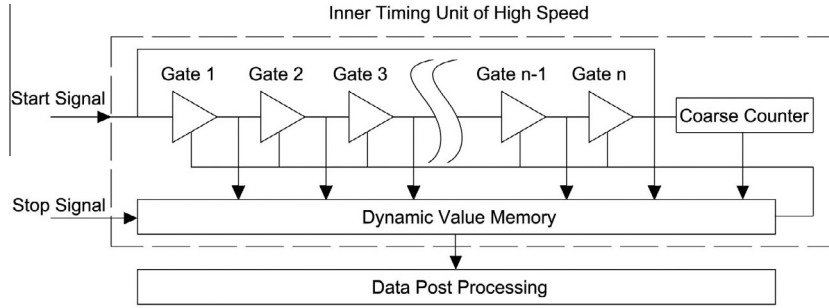 Inner Timing Unit of High Speed
Gate 1 Gate 2 Gate 3 Gate n-1 Gate n
Start Signal
Coarse Counter
Stop Signal
Dynamic Value Memory
Data Post Processing